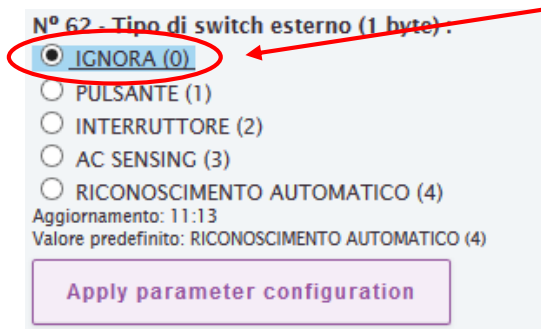 Nº 62 - Tipo di switch esterno (1 byte) :
IGNORA (0)
PULSANTE (1)
INTERRUTTORE (2)
AC SENSING (3)
RICONOSCIMENTO AUTOMATICO (4)
Aggiornamento: 11:13
Valore predefinito: RICONOSCIMENTO AUTOMATICO (4)
Apply parameter configuration